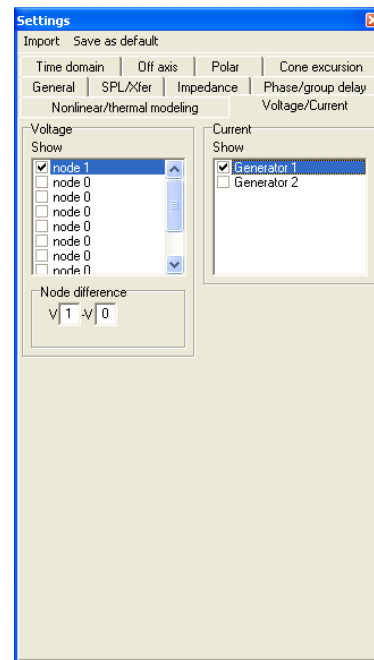 Settings
Import Save as default
Time domain Off axis Polar Cone excursion
General SPL/Xfer Impedance Phase/group delay
Nonlinear/thermal modeling Voltage/Current
Voltage
Show
node 1
node 0
node 0
node 0
node 0
node 0
node 0
node 0
Node difference
V 1 -V 0
Current
Show
Generator 1
Generator 2